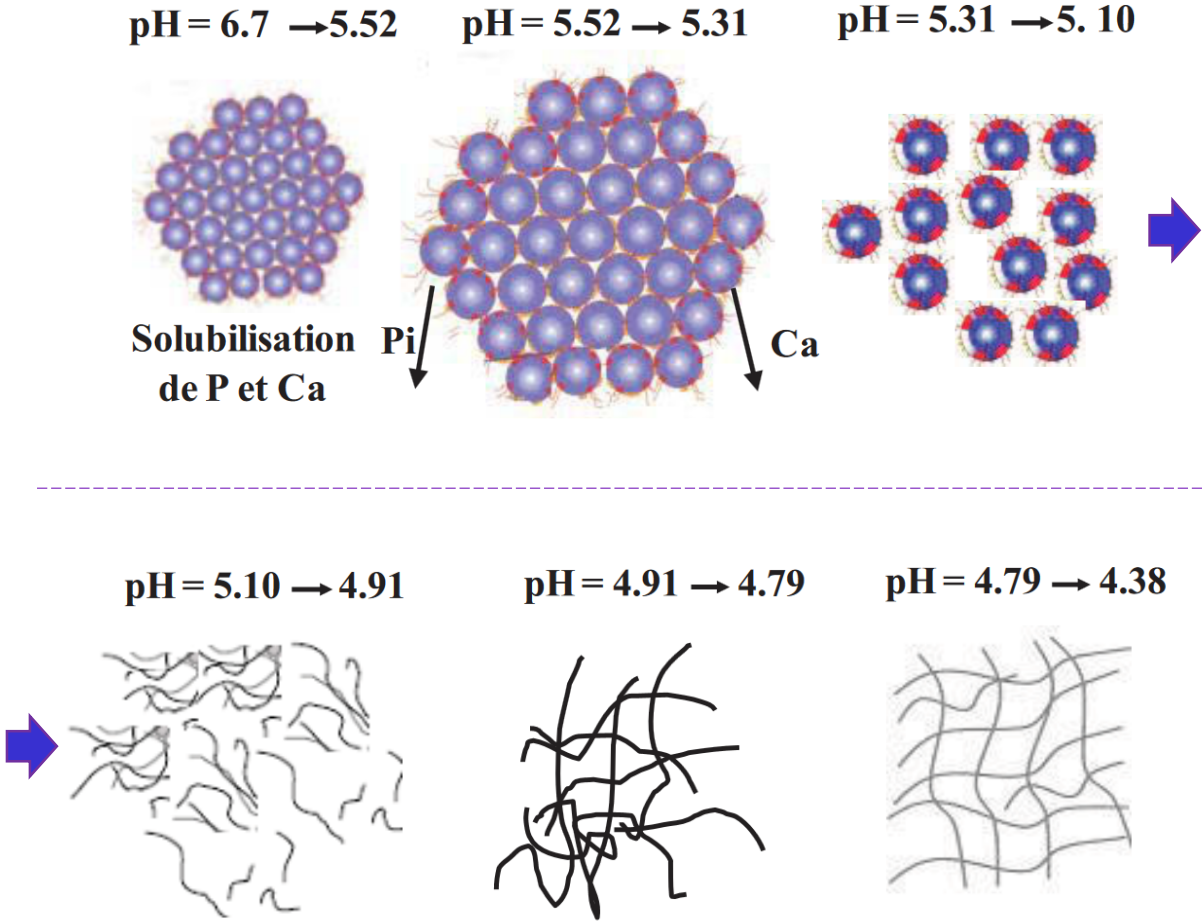 pH = 6.7 → 5.52
pH = 5.52 → 5.31
pH = 5.31 → 5. 10
Solubilisation
de P et Ca
Pi
Ca
pH = 5.10 → 4.91
pH = 4.91 → 4.79
pH = 4.79 → 4.38